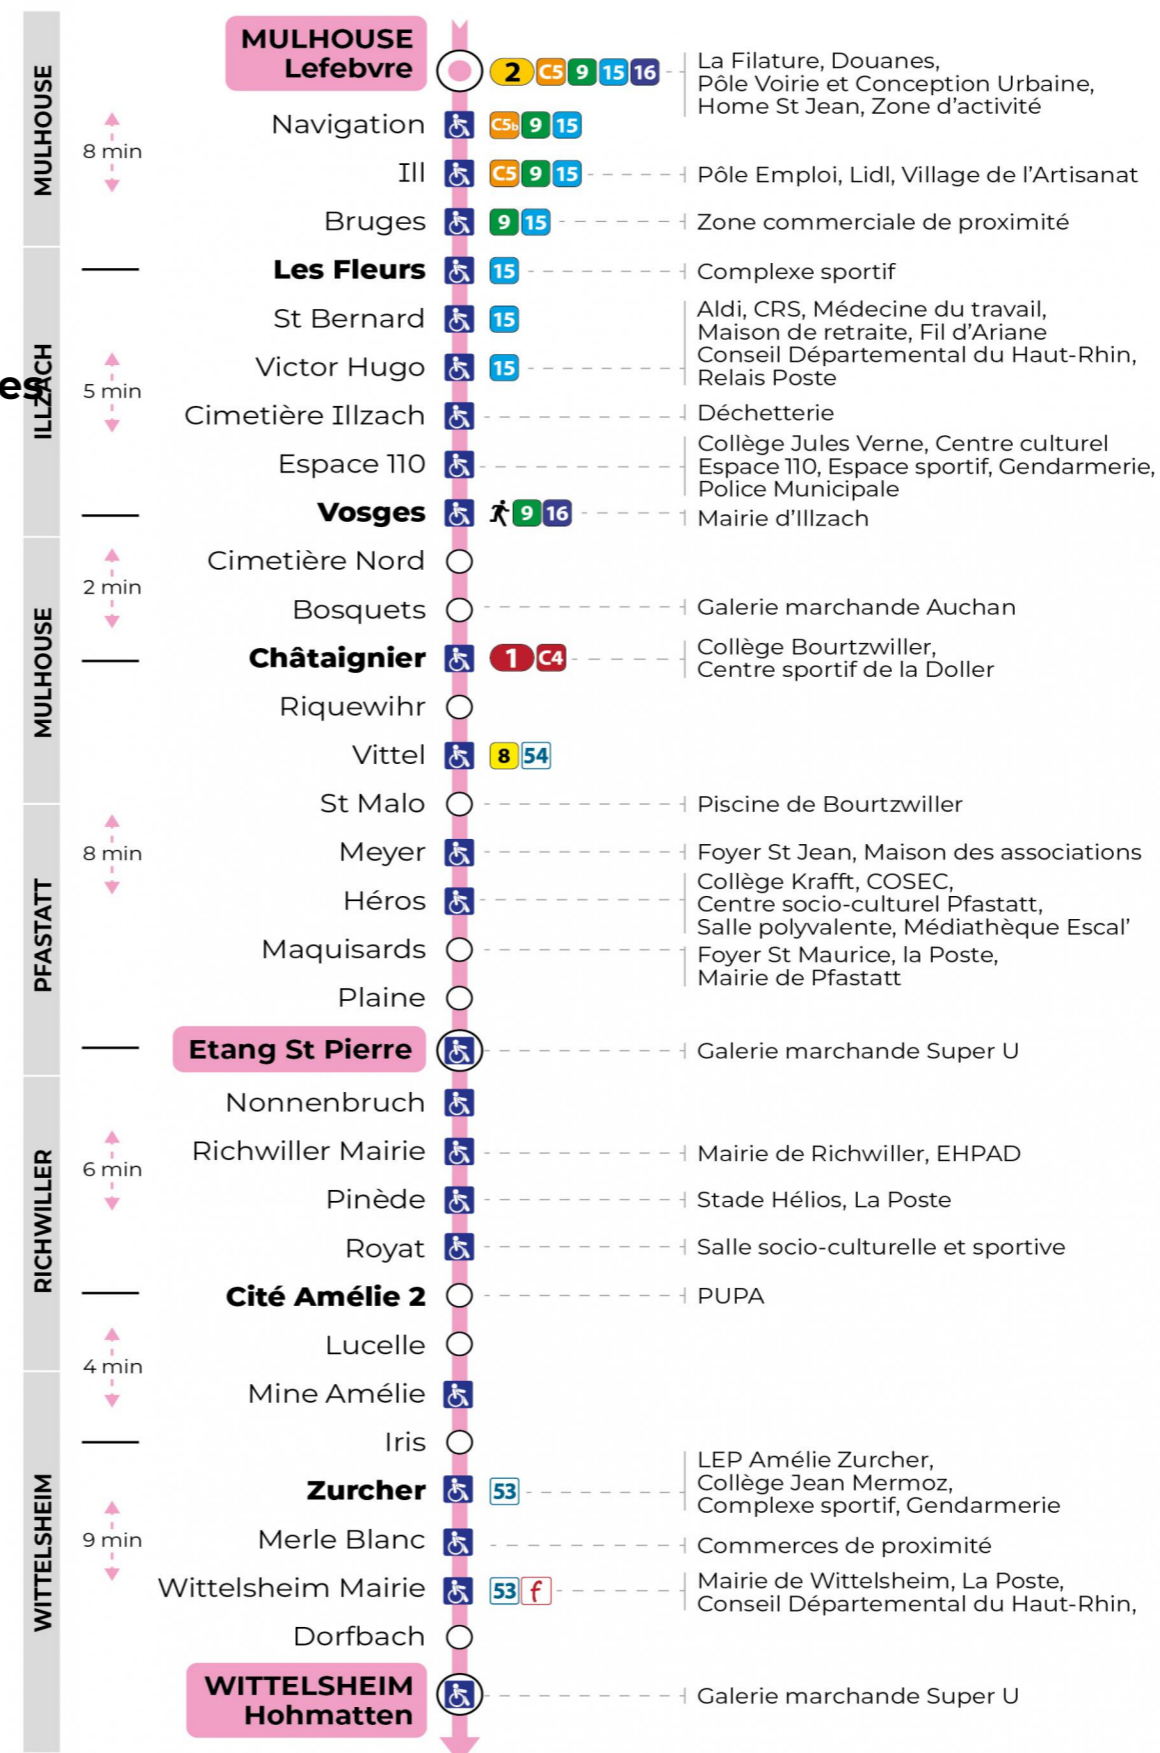 MULHOUSE
Lefebvre
2 C5 9 15 16
La Filature, Douanes,
Pôle Voirie et Conception Urbaine,
Home St Jean, Zone d’activité
MULHOUSE
8 min
Navigation
C5b 9 15
Ill
C5 9 15
Pôle Emploi, Lidl, Village de l’Artisanat
Bruges
9 15
Zone commerciale de proximité
Les Fleurs
15
Complexe sportif
St Bernard
15
Aldi, CRS, Médecine du travail,
Maison de retraite, Fil d’Ariane
Victor Hugo
15
Conseil Départemental du Haut-Rhin,
Relais Poste
es
ILLZACH
5 min
Cimetière Illzach
Déchetterie
Espace 110
Collège Jules Verne, Centre culturel
Espace 110, Espace sportif, Gendarmerie,
Police Municipale
Vosges
9 16
Mairie d’Illzach
Cimetière Nord
2 min
Bosquets
Galerie marchande Auchan
MULHOUSE
Châtaignier
1 C4
Collège Bourtzwiller,
Centre sportif de la Doller
Riquewihr
Vittel
8 54
St Malo
Piscine de Bourtzwiller
8 min
Meyer
Foyer St Jean, Maison des associations
Héros
Collège Krafft, COSEC,
Centre socio-culturel Pfastatt,
Salle polyvalente, Médiathèque Escal’
PFASTATT
Maquisards
Foyer St Maurice, la Poste,
Mairie de Pfastatt
Plaine
Etang St Pierre
Galerie marchande Super U
Nonnenbruch
Richwiller Mairie
Mairie de Richwiller, EHPAD
6 min
RICHWILLER
Pinède
Stade Hélios, La Poste
Royat
Salle socio-culturelle et sportive
Cité Amélie 2
PUPA
Lucelle
4 min
Mine Amélie
Iris
Zurcher
53
LEP Amélie Zurcher,
Collège Jean Mermoz,
Complexe sportif, Gendarmerie
WITTELSHEIM
9 min
Merle Blanc
Commerces de proximité
Wittelsheim Mairie
53 f
Mairie de Wittelsheim, La Poste,
Conseil Départemental du Haut-Rhin,
Dorfbach
WITTELSHEIM
Hohmatten
Galerie marchande Super U